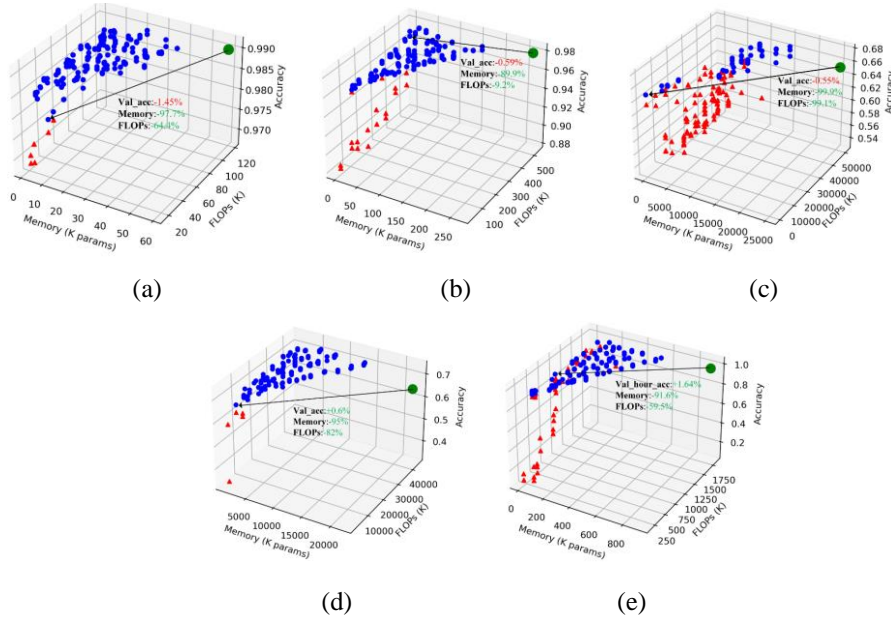 0.990
0.985
0.980
0.975
0.970
Accuracy
Val_acc:-1.45%
Memory:-97.7%
FLOPs:-64.4%
120
100
80
60
40
20
FLOPs (K)
0
10
20
30
40
50
60
Memory (K params)
(a)
0.98
0.96
0.94
0.92
0.90
0.88
Accuracy
Val_acc:-0.59%
Memory:-89.9%
FLOPs:-9.2%
500
400
300
200
100
FLOPs (K)
0
50
100
150
200
250
Memory (K params)
(b)
0.68
0.66
0.64
0.62
0.60
0.58
0.56
0.54
Accuracy
Val_acc:-0.55%
Memory:-99.9%
FLOPs:-99.1%
50000
40000
30000
20000
10000
0
FLOPs (K)
0
5000
10000
15000
20000
25000
Memory (K params)
(c)
0.7
0.6
0.5
0.4
Accuracy
Val_acc:+0.6%
Memory:-95%
FLOPs:-82%
40000
30000
20000
10000
FLOPs (K)
5000
10000
15000
20000
Memory (K params)
(d)
1.0
0.8
0.6
0.4
0.2
Accuracy
Val_hour_acc:+1.64%
Memory:-91.6%
FLOPs:-59.5%
1750
1500
1250
1000
750
500
250
FLOPs (K)
0
200
400
600
800
Memory (K params)
(e)